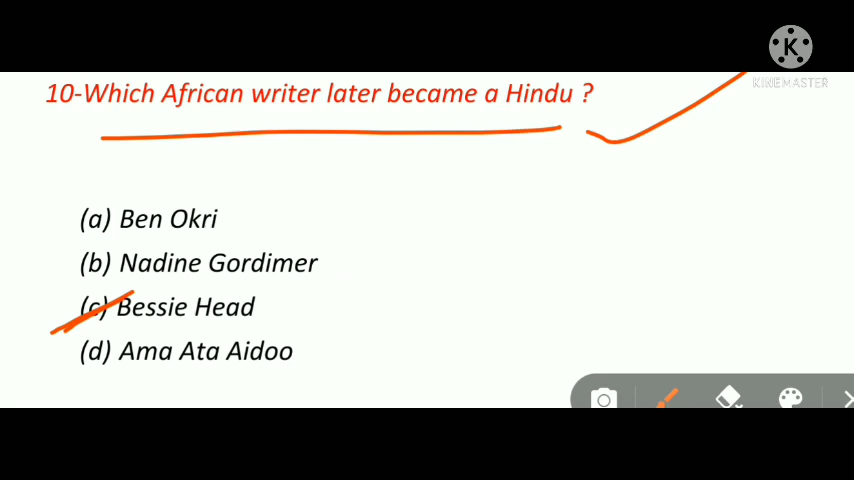 K
KINEMASTER
10-Which African writer later became a Hindu ?
(a) Ben Okri
(b) Nadine Gordimer
(c) Bessie Head
(d) Ama Ata Aidoo